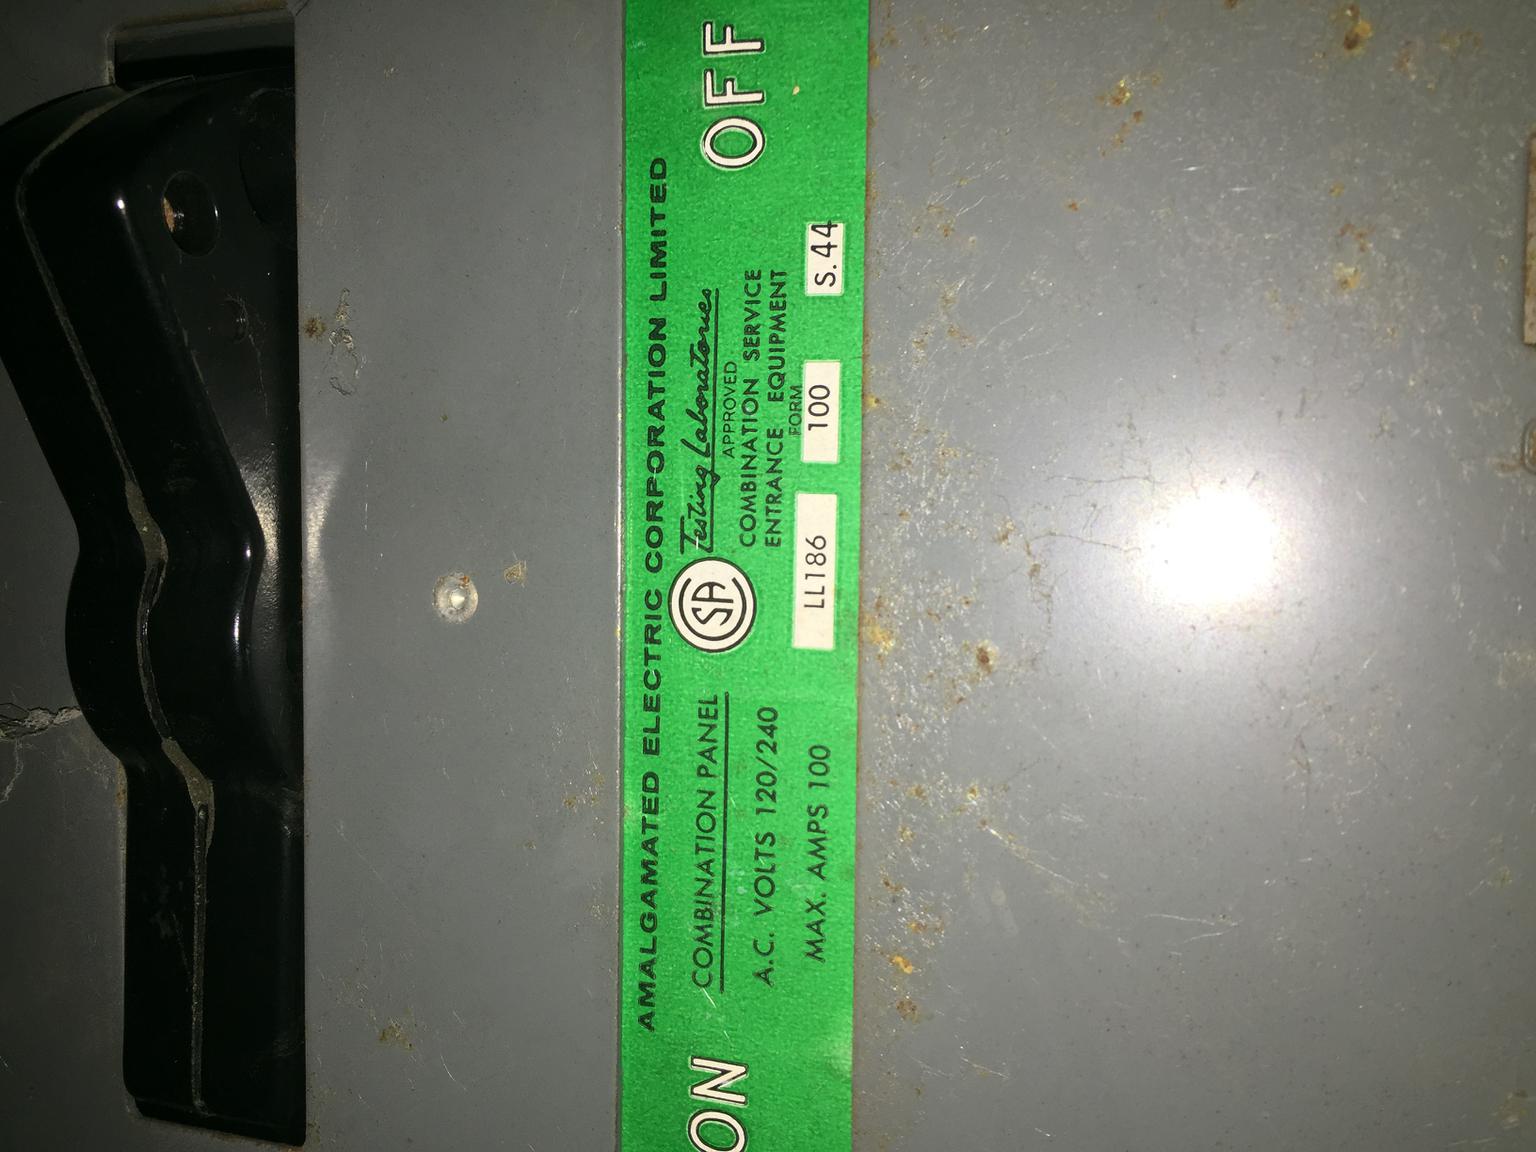 AMALGAMATED ELECTRIC CORPORATION LIMITED
ON
OFF
COMBINATION PANEL
A.C. VOLTS 120/240
MAX. AMPS 100
CSA Testing Laboratories
APPROVED
COMBINATION SERVICE
ENTRANCE EQUIPMENT
FORM
LL186 100 S.44